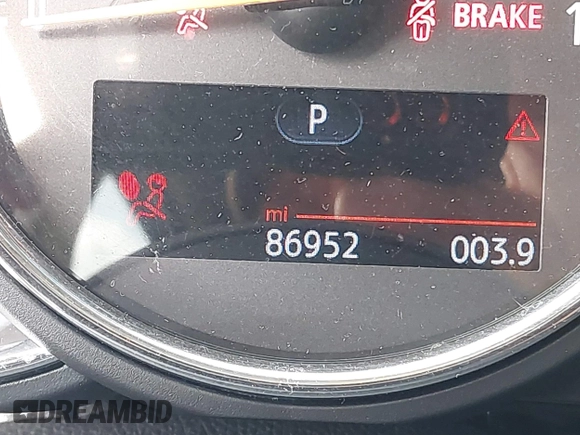 BRAKE
P
mi
86952 003.9
DREAMBID